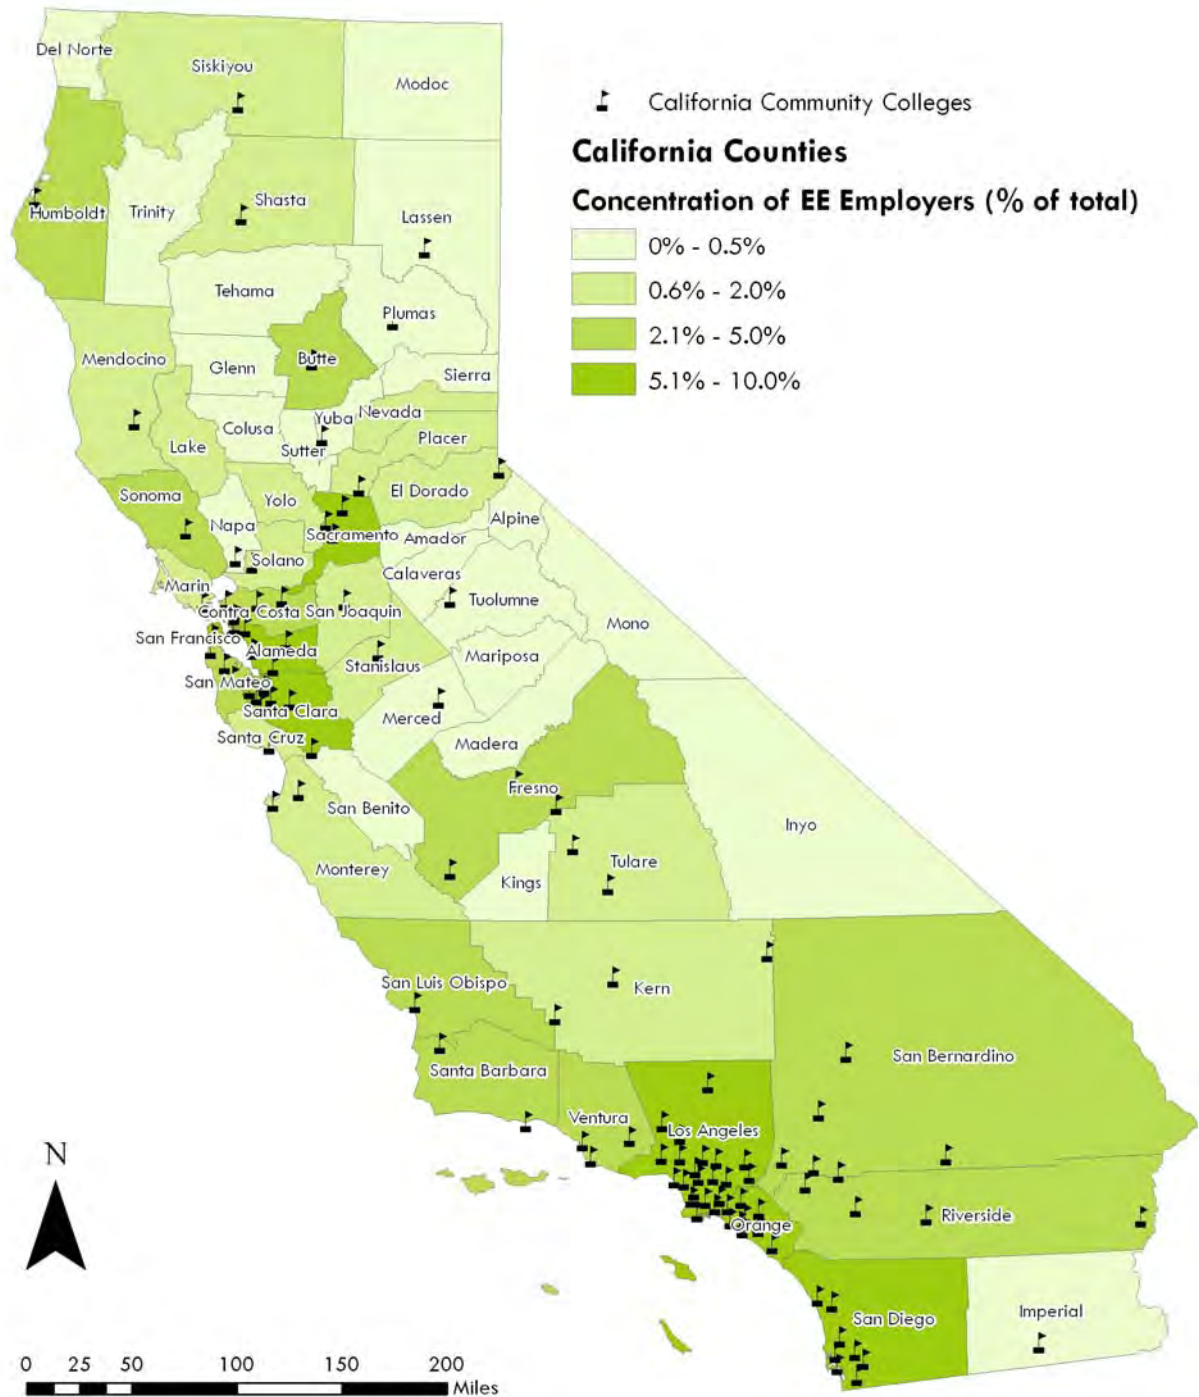 Del Norte
Siskiyou
Modoc
California Community Colleges
California Counties
Concentration of EE Employers (% of total)
0% - 0.5%
0.6% - 2.0%
2.1% - 5.0%
5.1% - 10.0%
Humboldt
Trinity
Shasta
Lassen
Tehama
Plumas
Mendocino
Glenn
Butte
Sierra
Colusa
Yuba
Nevada
Lake
Sutter
Placer
Sonoma
Yolo
El Dorado
Napa
Alpine
Sacramento
Amador
Solano
Calaveras
Marin
Tuolumne
Contra Costa
San Joaquin
Mono
San Francisco
Alameda
Mariposa
Stanislaus
San Mateo
Santa Clara
Merced
Santa Cruz
Madera
Fresno
San Benito
Inyo
Monterey
Kings
Tulare
San Luis Obispo
Kern
San Bernardino
Santa Barbara
Ventura
Los Angeles
N
Orange
Riverside
San Diego
Imperial
0 25 50 100 150 200
Miles